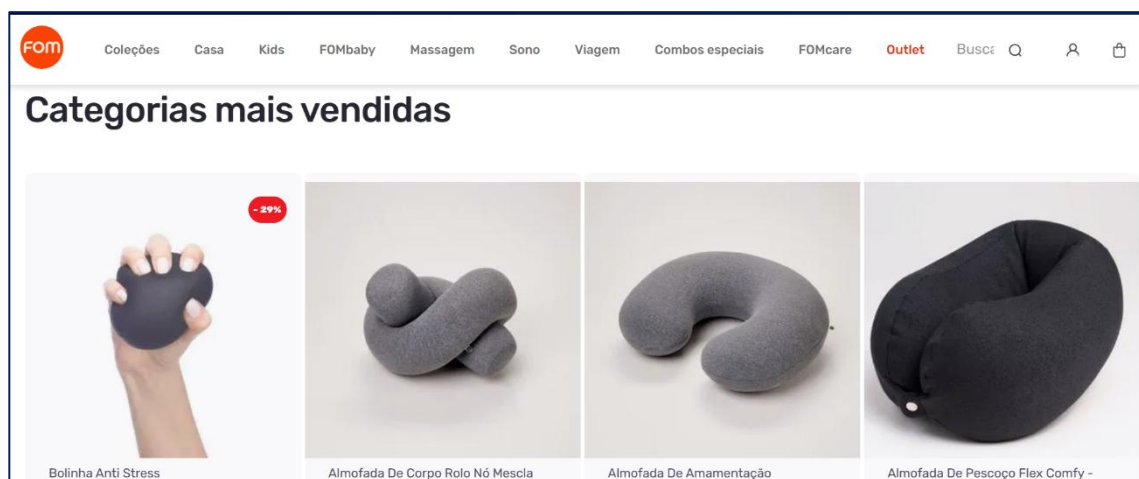 FOM Coleções Casa Kids FOMbaby Massagem Sono Viagem Combos especiais FOMcare Outlet Busca
Categorias mais vendidas
- 29%
Bolinha Anti Stress
Almofada De Corpo Rolo Nó Mescla
Almofada De Amamentação
Almofada De Pescoço Flex Comfy -